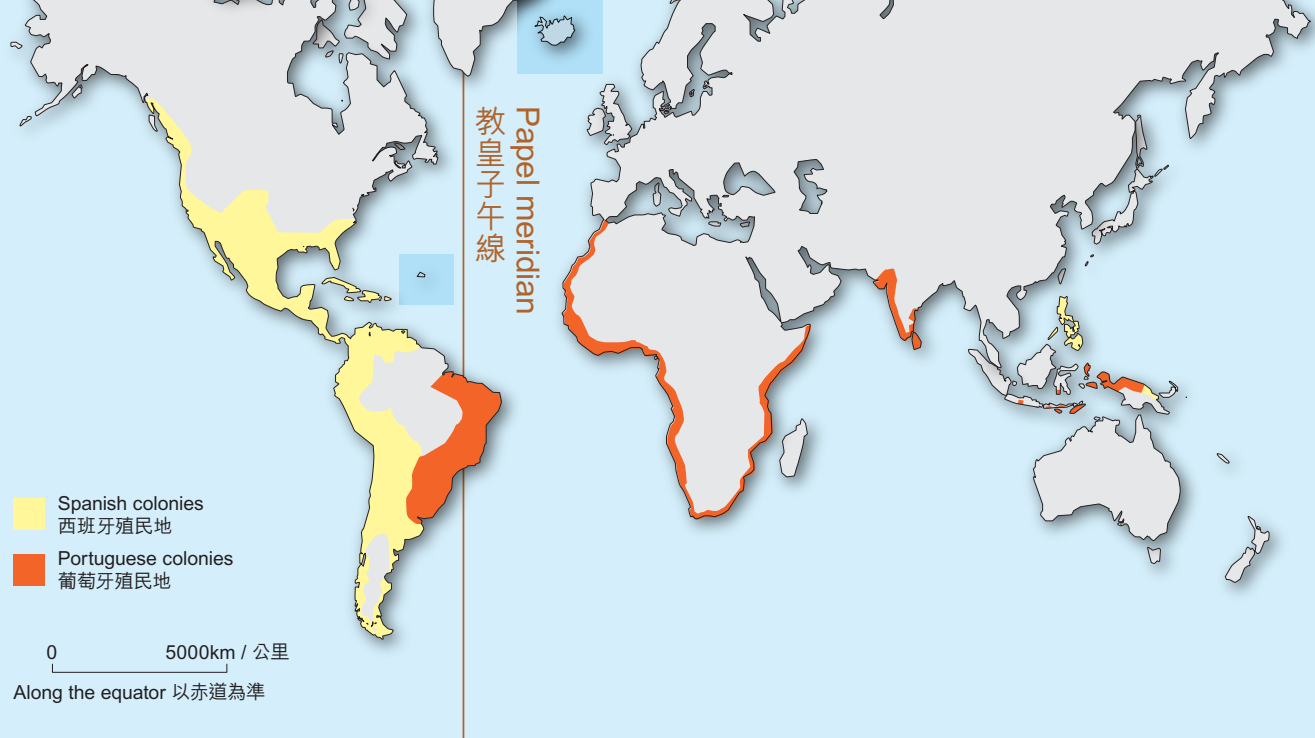 Papel meridian
教皇子午線
Spanish colonies
西班牙殖民地
Portuguese colonies
葡萄牙殖民地
0 5000km / 公里
Along the equator 以赤道為準